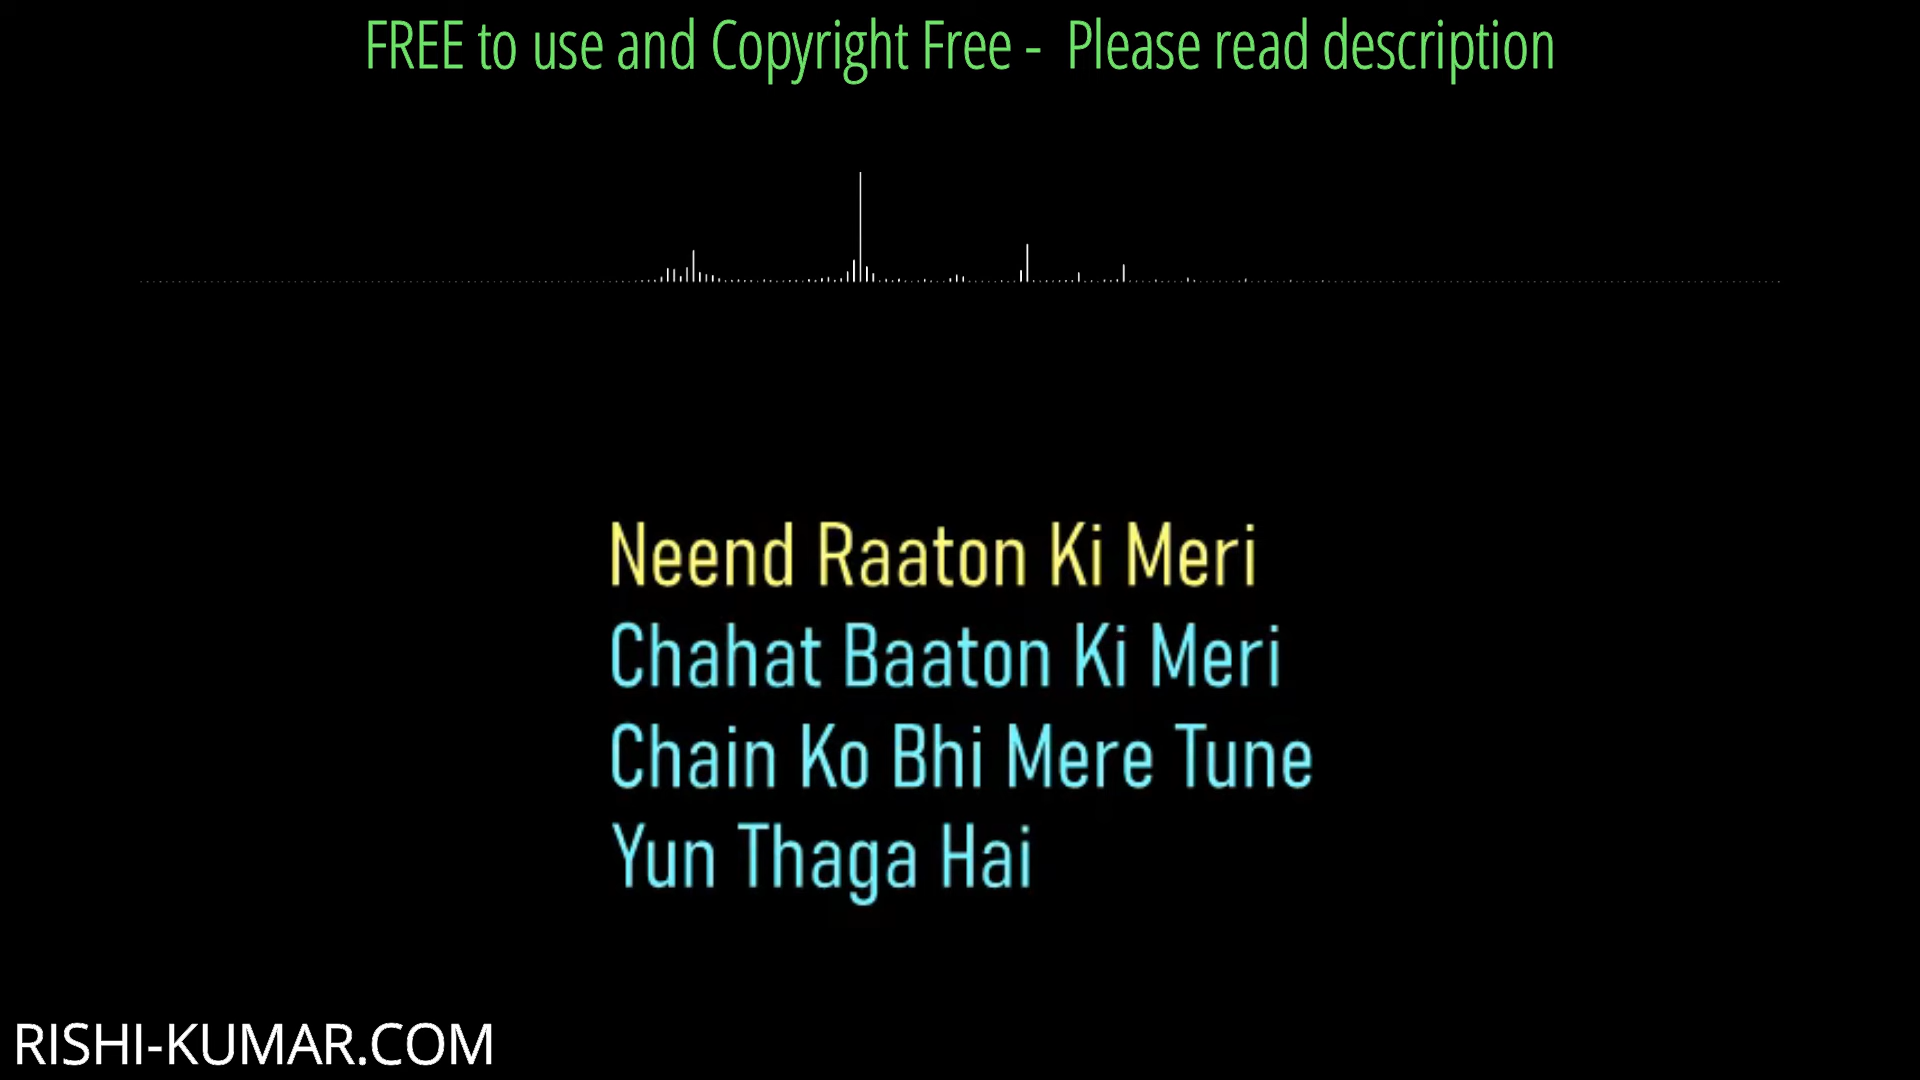 FREE to use and Copyright Free - Please read description
Neend Raaton Ki Meri
Chahat Baaton Ki Meri
Chain Ko Bhi Mere Tune
Yun Thaga Hai
RISHI-KUMAR.COM